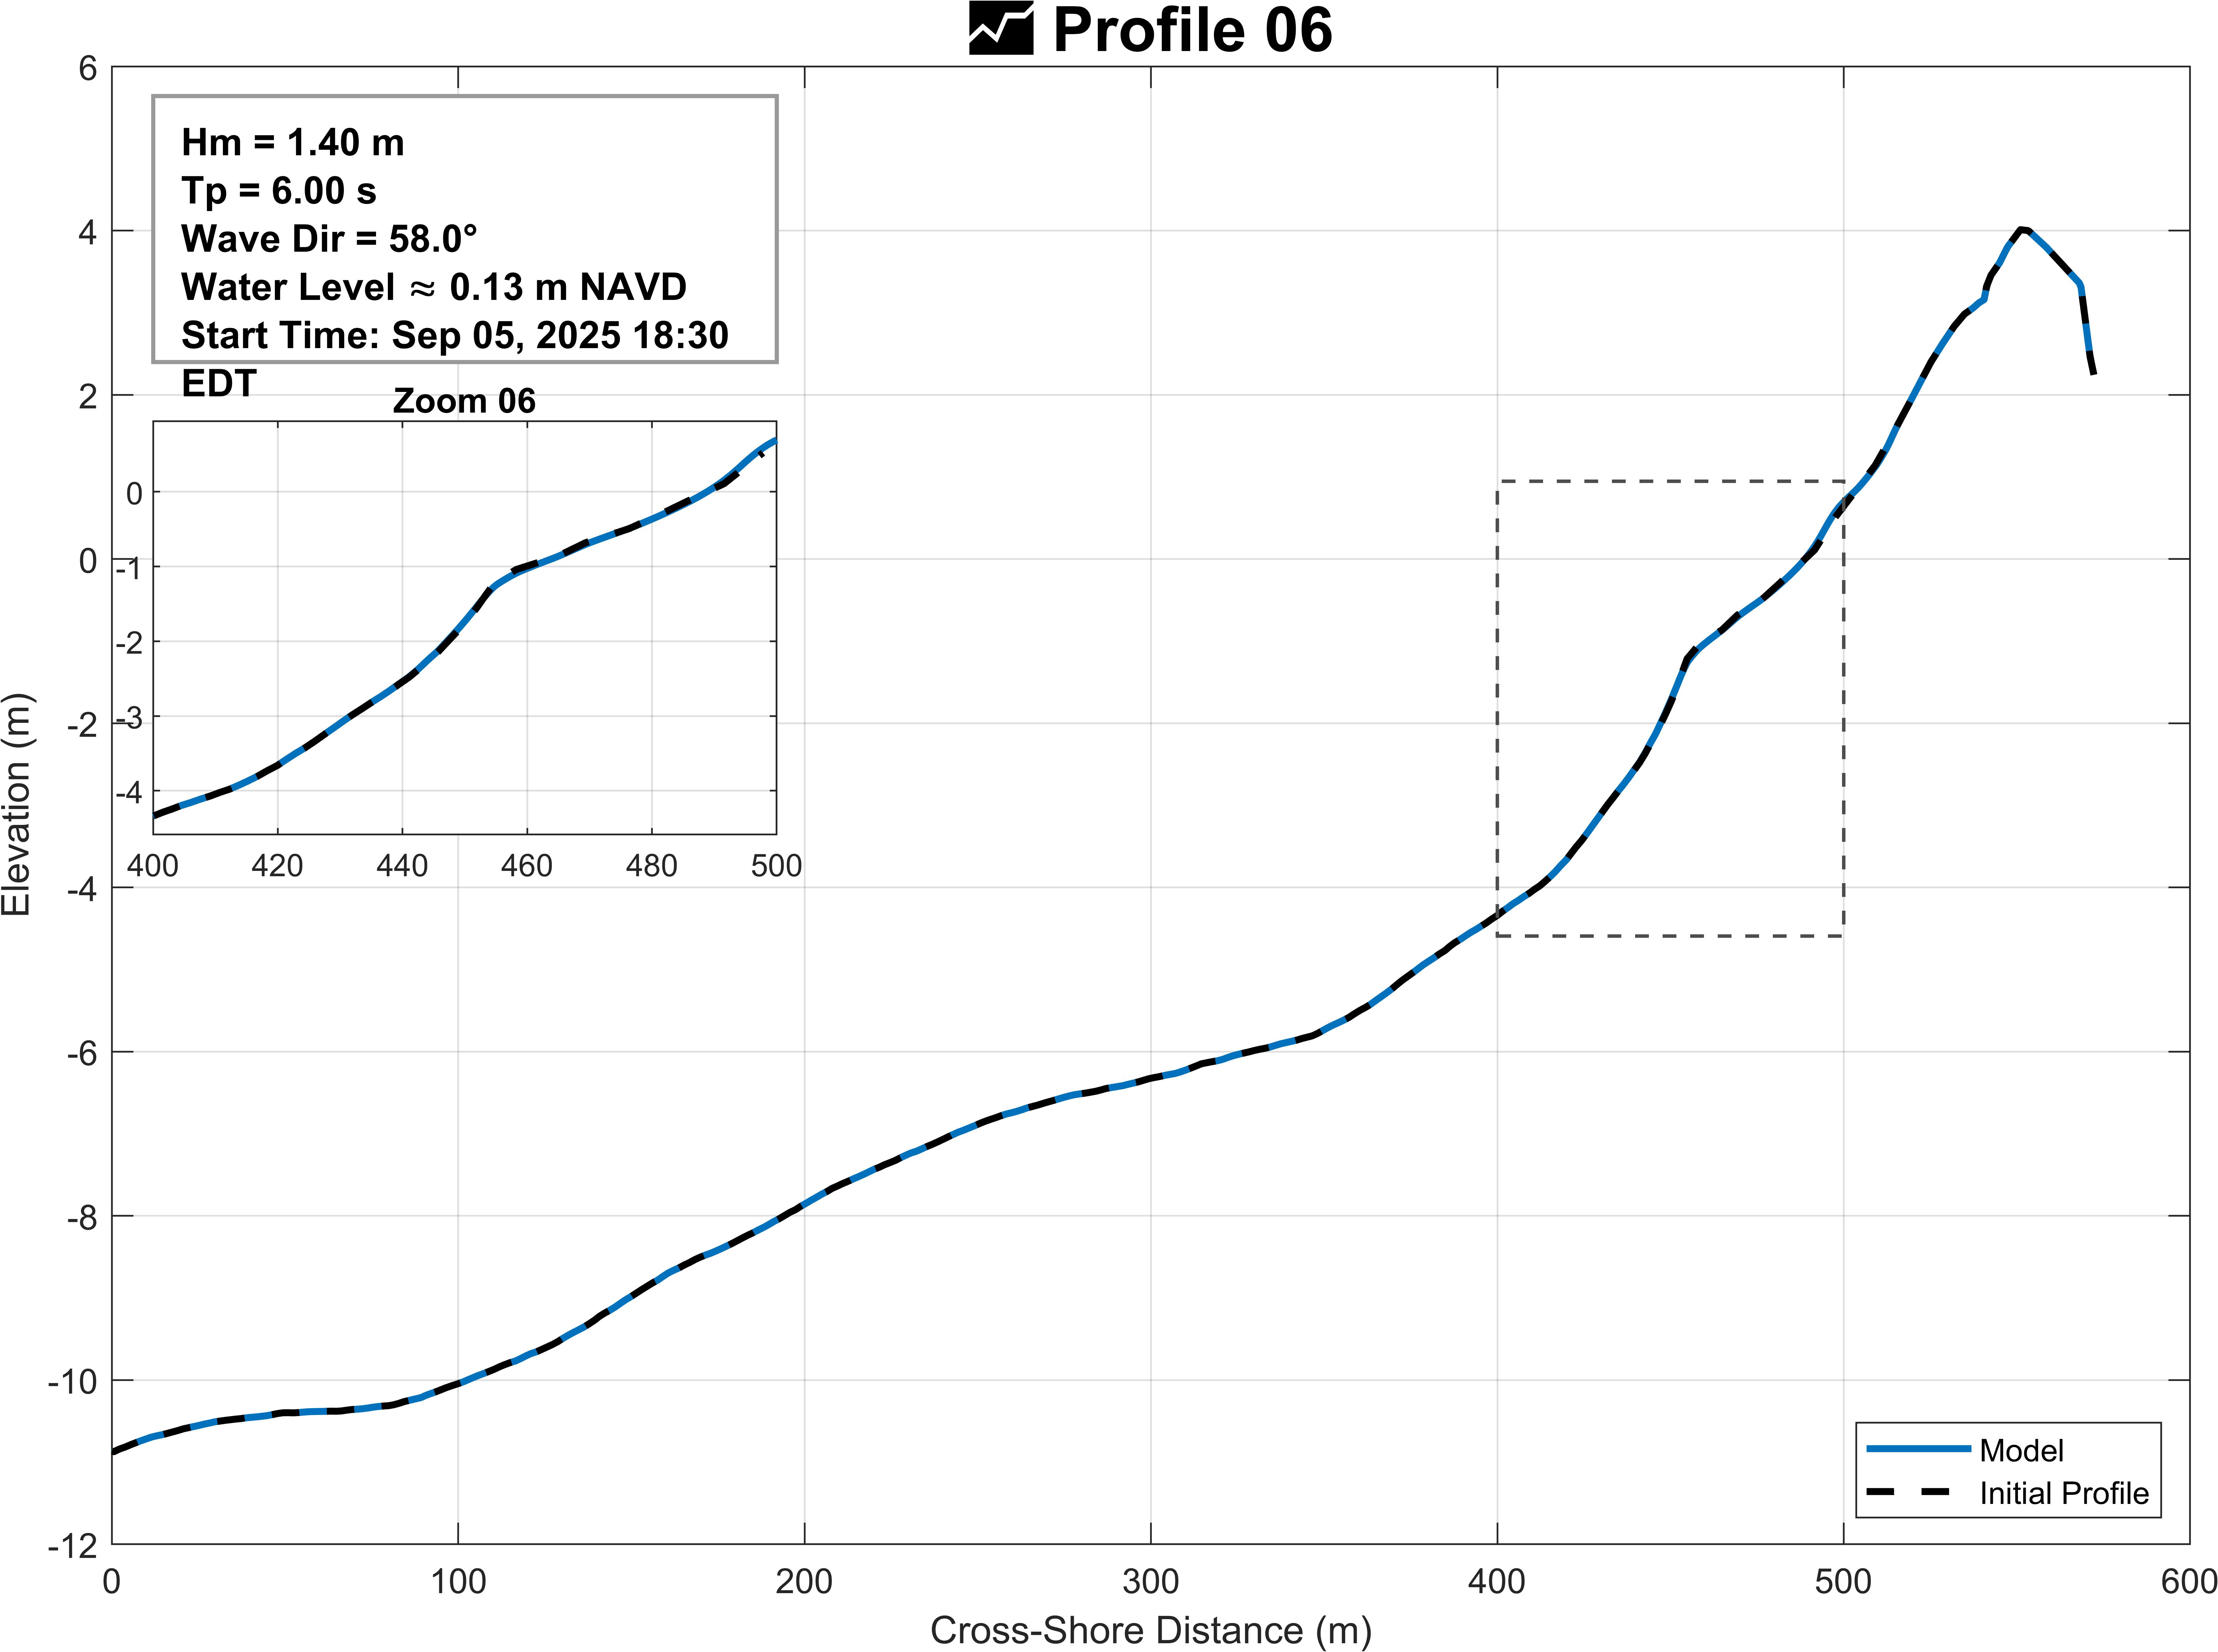 Profile 06
6
4
2
0
-2
-4
-6
-8
-10
-12
Elevation (m)
Hm = 1.40 m
Tp = 6.00 s
Wave Dir = 58.0°
Water Level ≈ 0.13 m NAVD
Start Time: Sep 05, 2025 18:30
EDT
Zoom 06
0
-1
-2
-3
-4
400 420 440 460 480 500
Model
Initial Profile
0 100 200 300 400 500 600
Cross-Shore Distance (m)